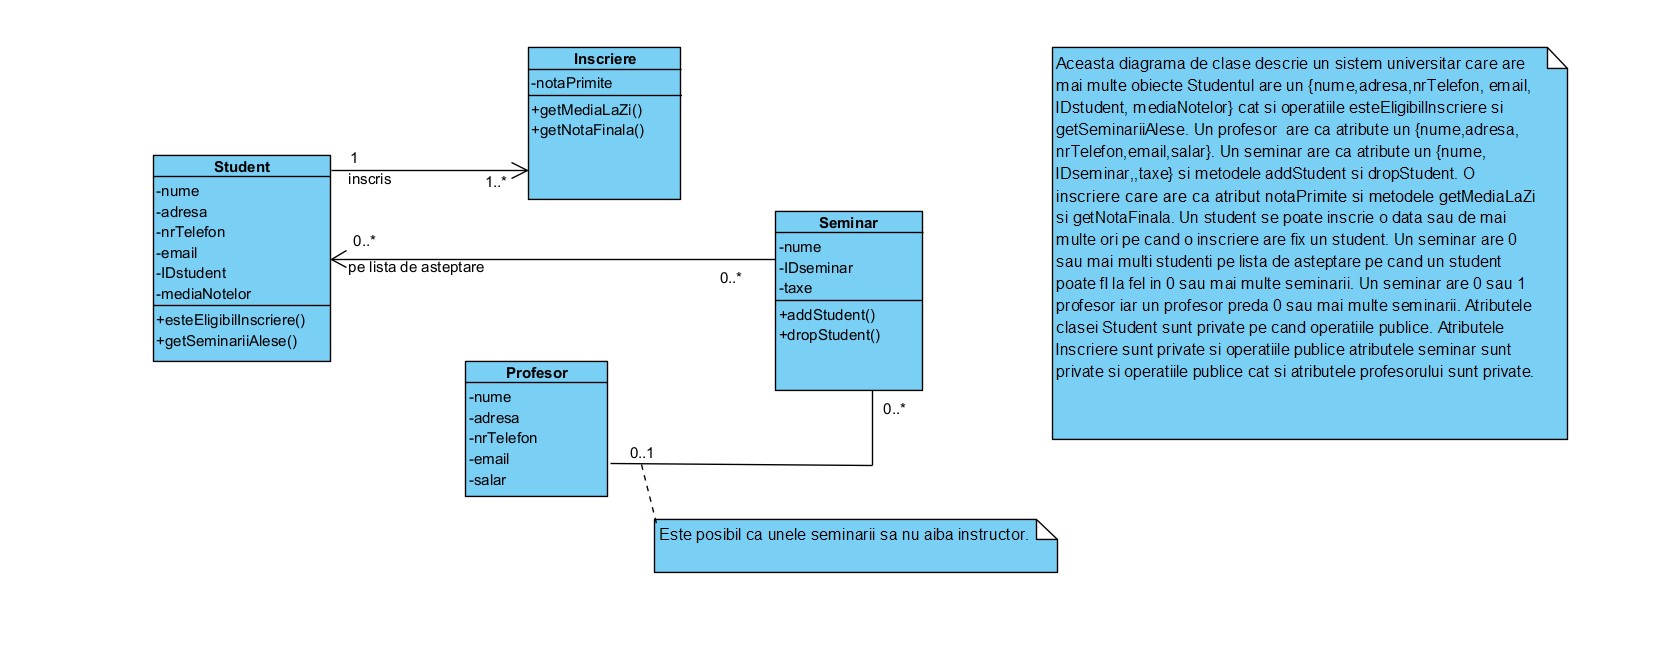 Inscriere
-notaPrimite
+getMediaLaZi()
+getNotaFinala()
1
inscris
1..*
Student
-nume
-adresa
-nrTelefon
-email
-IDstudent
-mediaNotelor
+esteEligibilInscriere()
+getSeminariiAlese()
0..*
pe lista de asteptare
0..*
Seminar
-nume
-IDseminar
-taxe
+addStudent()
+dropStudent()
0..*
Profesor
-nume
-adresa
-nrTelefon
-email
-salar
0..1
Este posibil ca unele seminarii sa nu aiba instructor.
Aceasta diagrama de clase descrie un sistem universitar care are
mai multe obiecte Studentul are un {nume,adresa,nrTelefon, email,
IDstudent, mediaNotelor} cat si operatiile esteEligibilInscriere si
getSeminariiAlese. Un profesor  are ca atribute un {nume,adresa,
nrTelefon,email,salar}. Un seminar are ca atribute un {nume,
IDseminar,,taxe} si metodele addStudent si dropStudent. O
inscriere care are ca atribut notaPrimite si metodele getMediaLaZi
si getNotaFinala. Un student se poate inscrie o data sau de mai
multe ori pe cand o inscriere are fix un student. Un seminar are 0
sau mai multi studenti pe lista de asteptare pe cand un student
poate fI la fel in 0 sau mai multe seminarii. Un seminar are 0 sau 1
profesor iar un profesor preda 0 sau mai multe seminarii. Atributele
clasei Student sunt private pe cand operatiile publice. Atributele
Inscriere sunt private si operatiile publice atributele seminar sunt
private si operatiile publice cat si atributele profesorului sunt private.